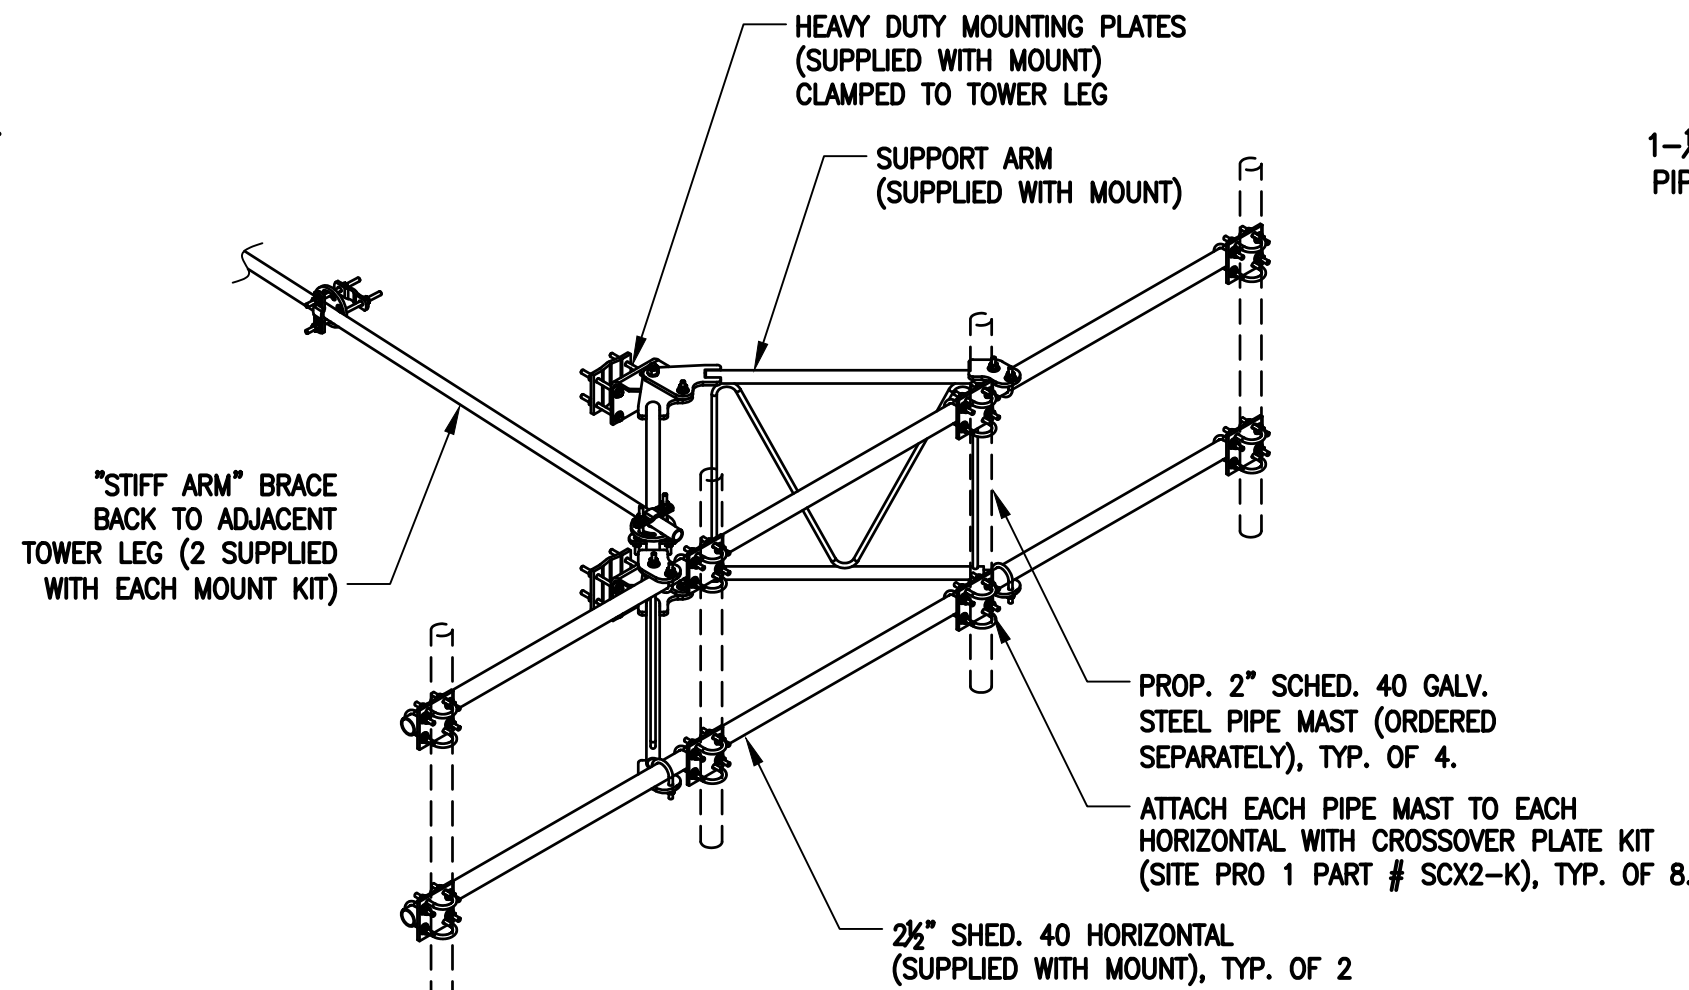 HEAVY DUTY MOUNTING PLATES
(SUPPLIED WITH MOUNT)
CLAMPED TO TOWER LEG
SUPPORT ARM
(SUPPLIED WITH MOUNT)
"STIFF ARM" BRACE
BACK TO ADJACENT
TOWER LEG (2 SUPPLIED
WITH EACH MOUNT KIT)
PROP. 2" SCHED. 40 GALV.
STEEL PIPE MAST (ORDERED
SEPARATELY), TYP. OF 4.
ATTACH EACH PIPE MAST TO EACH
HORIZONTAL WITH CROSSOVER PLATE KIT
(SITE PRO 1 PART # SCX2-K), TYP. OF 8.
2½" SHED. 40 HORIZONTAL
(SUPPLIED WITH MOUNT), TYP. OF 2